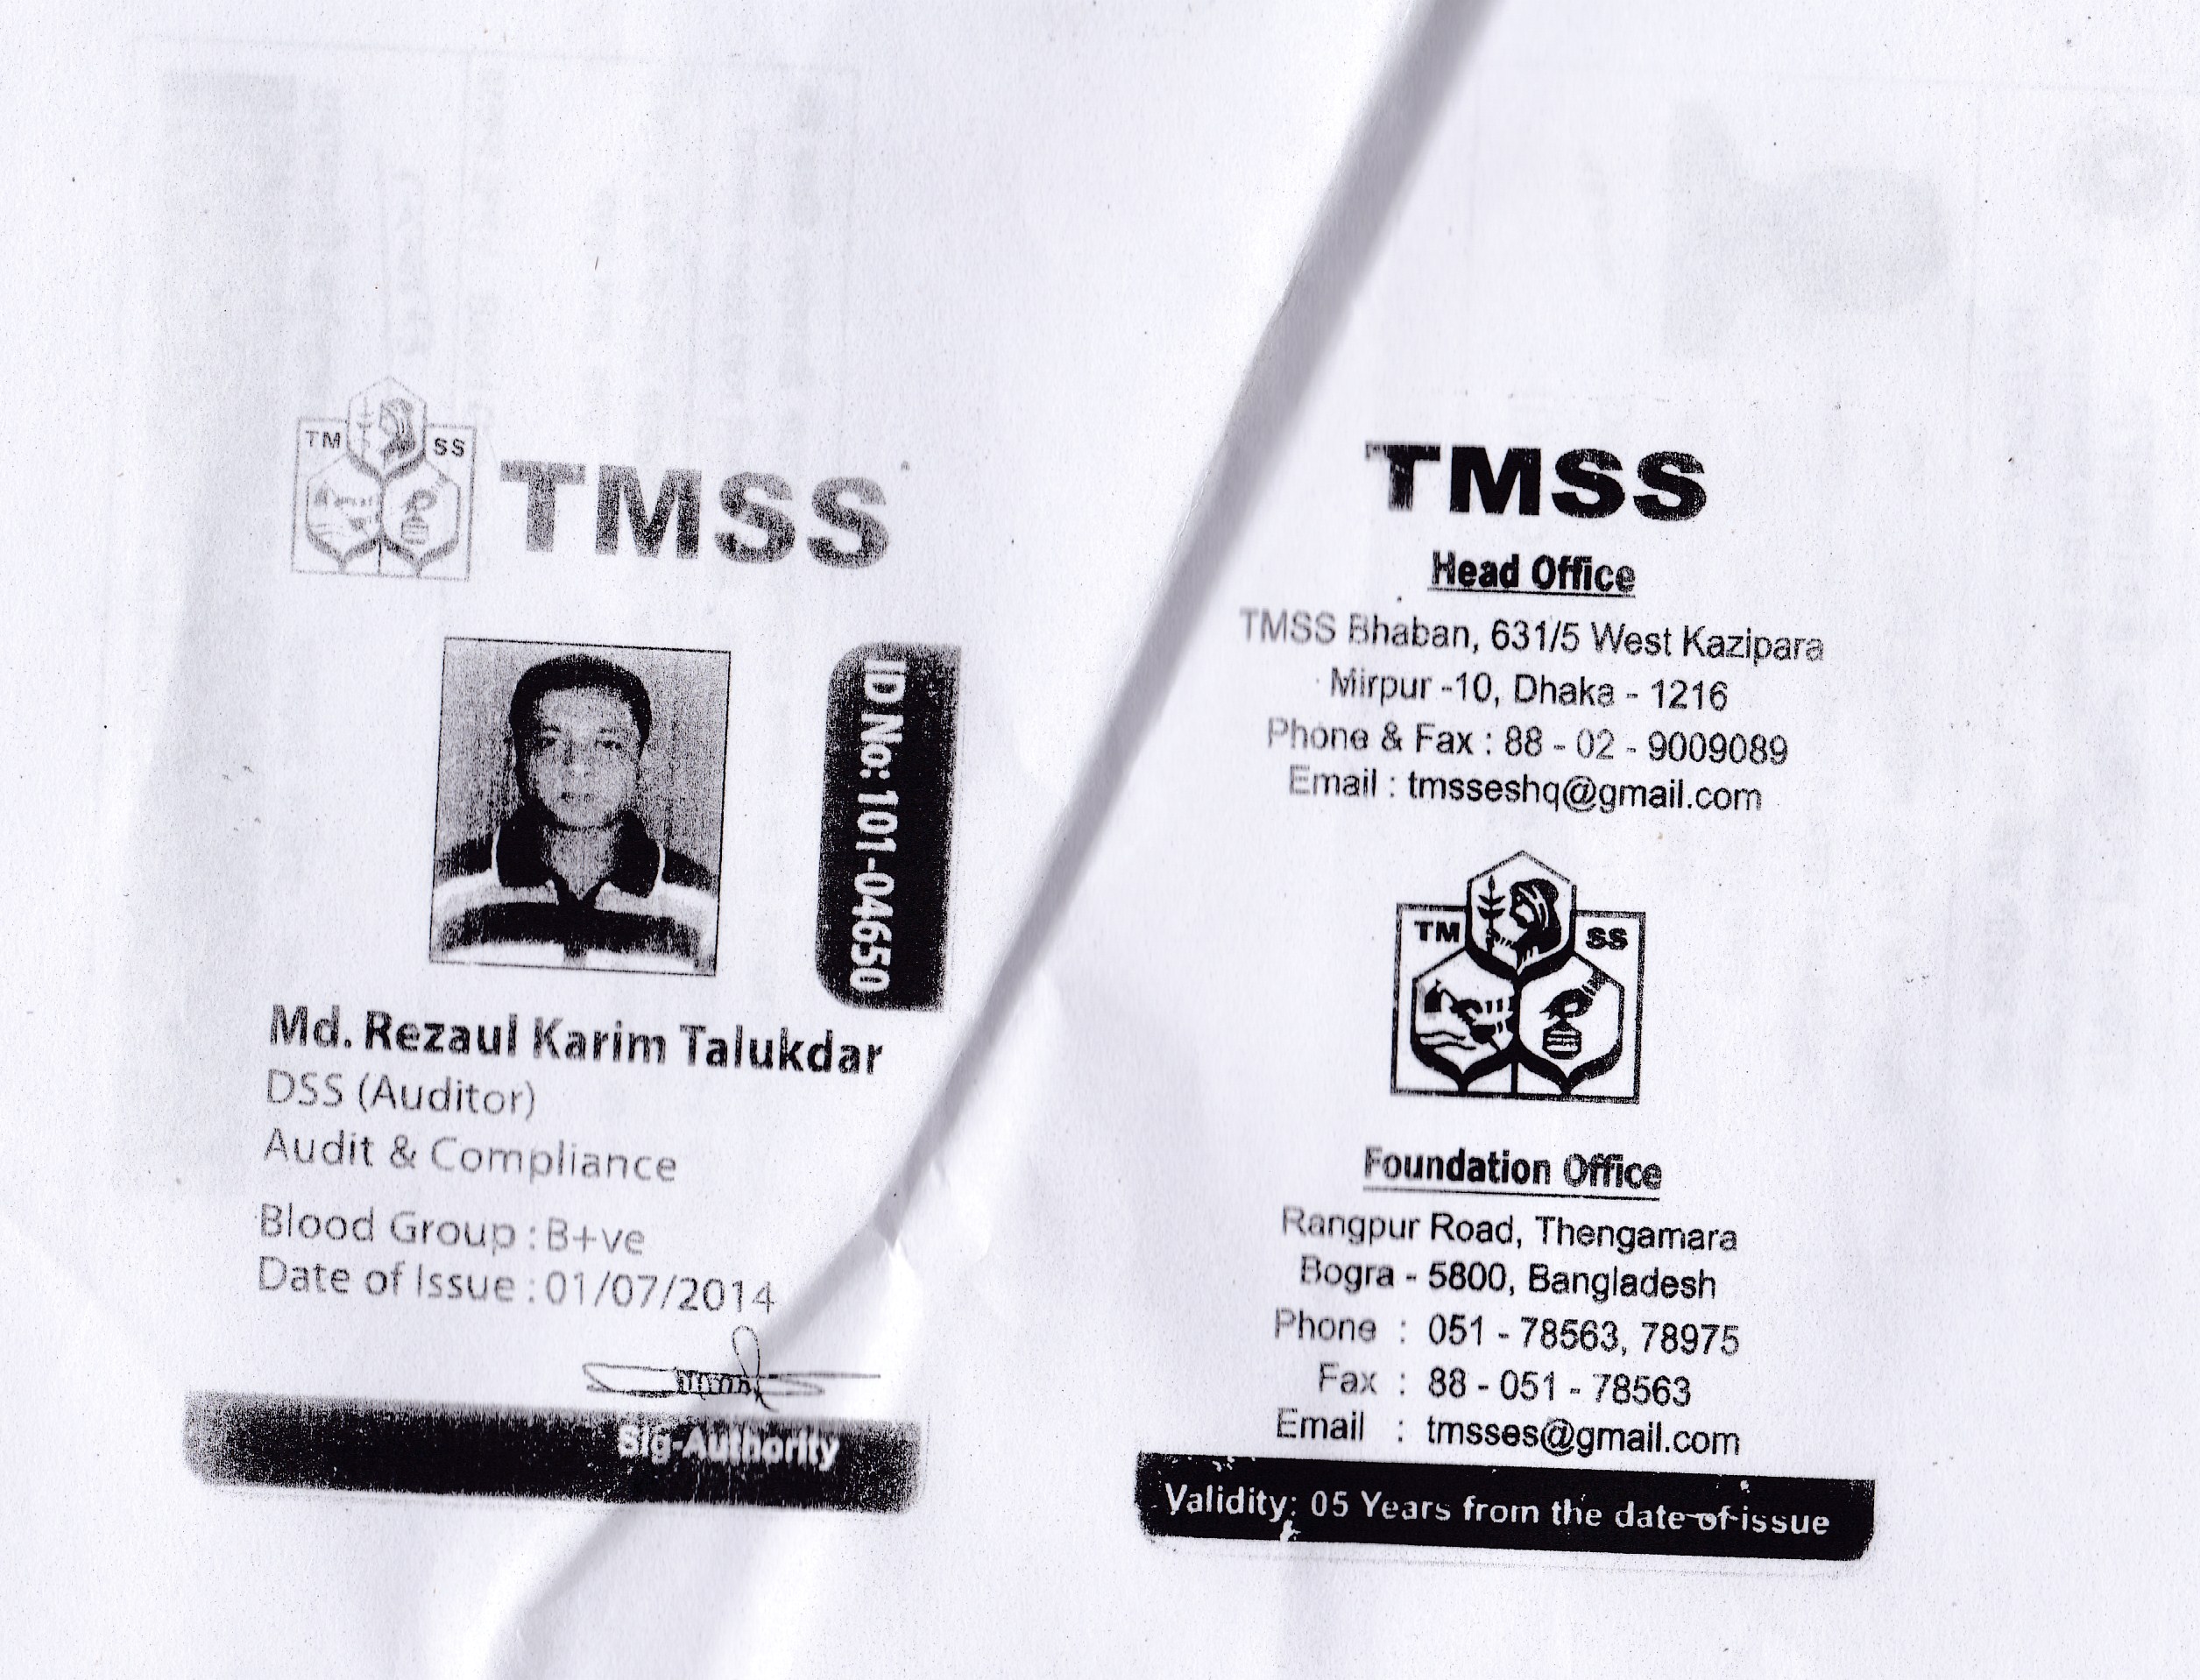 TM SS
TMSS
ID No: 101-04650
Md. Rezaul Karim Talukdar
DSS (Auditor)
Audit & Compliance
Blood Group : B+ve
Date of Issue : 01/07/2014
Sig-Authority
TMSS
Head Office
TMSS Bhaban, 631/5 West Kazipara
Mirpur -10, Dhaka - 1216
Phone & Fax : 88 - 02 - 9009089
Email : tmsseshq@gmail.com
TM SS
Foundation Office
Rangpur Road, Thengamara
Bogra - 5800, Bangladesh
Phone : 051 - 78563, 78975
Fax : 88 - 051 - 78563
Email : tmsses@gmail.com
Validity: 05 Years from the date of issue